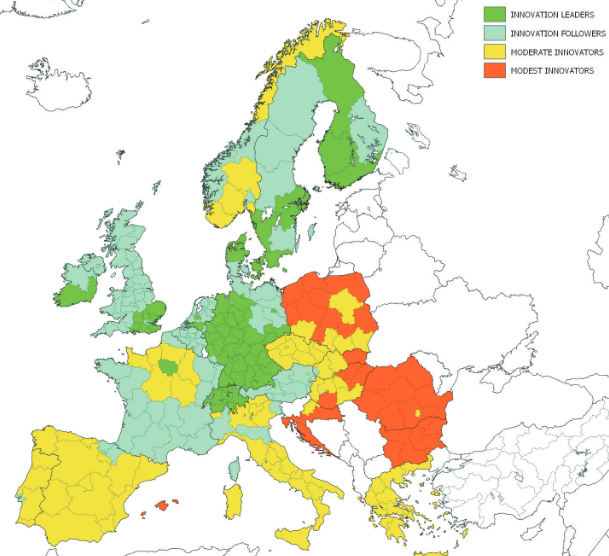 INNOVATION LEADERS
INNOVATION FOLLOWERS
MODERATE INNOVATORS
MODEST INNOVATORS